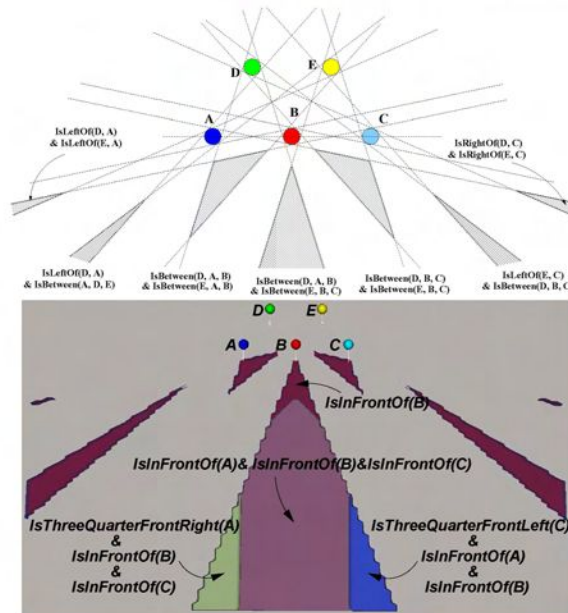 D
E
A
B
C
IsLeftOf(D, A)
& IsLeftOf(E, A)
IsRightOf(D, C)
& IsRightOf(E, C)
IsLeftOf(D, A)
& IsBetween(A, D, E)
IsBetween(D, A, B)
& IsBetween(E, A, B)
IsBetween(D, A, B)
& IsBetween(E, B, C)
IsBetween(D, B, C)
& IsBetween(E, B, C)
IsLeftOf(E, C)
& IsBetween(D, B, C)
D
E
A
B
C
IsInFrontOf(B)
IsInFrontOf(A)& IsInFrontOf(B)&IsInFrontOf(C)
IsThreeQuarterFrontRight(A)
&
IsInFrontOf(B)
&
IsInFrontOf(C)
IsThreeQuarterFrontLeft(C)
&
IsInFrontOf(A)
&
IsInFrontOf(B)